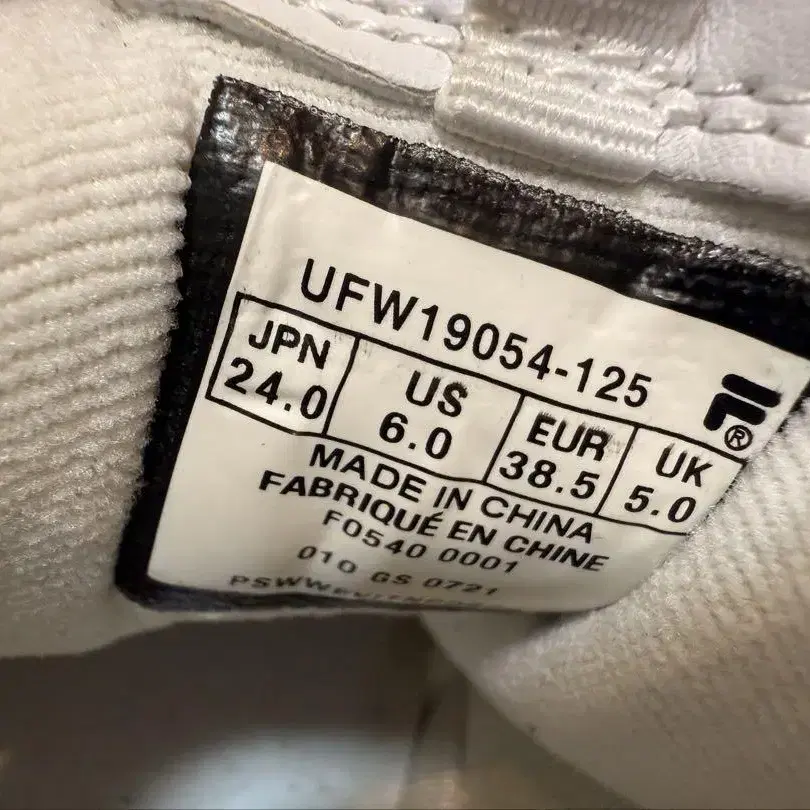 UFW19054-125
JPN US EUR UK
24.0 6.0 38.5 5.0
®
MADE IN CHINA
FABRIQUÉ EN CHINE
F0540 0001
010 GS 0721